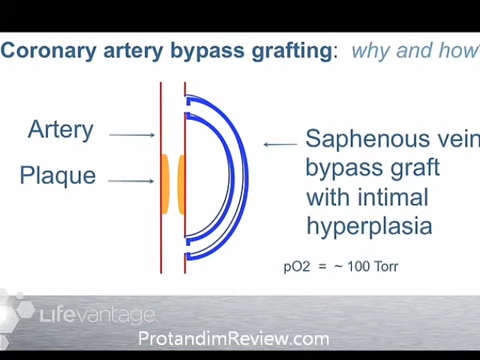 Coronary artery bypass grafting: why and how?
Artery
Plaque
Saphenous vein
bypass graft
with intimal
hyperplasia
pO2 = ~ 100 Torr
Lifevantage
ProtandimReview.com